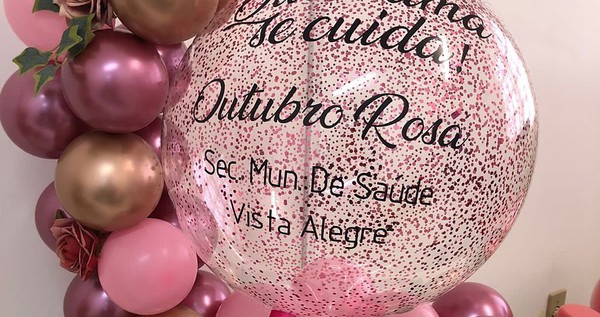 se cuida!
Outubro Rosa
Sec. Mun. De Saúde
Vista Alegre